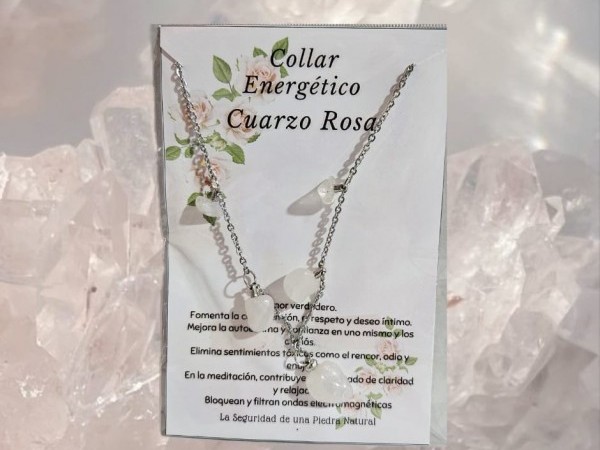 Collar
Energético
Cuarzo Rosa
verdadero.
Fomenta la respeto y deseo íntimo.
Mejora la y confianza en uno mismo y los
Elimina sentimientos tóxicos como el rencor, odio y
En la meditación, contribuye de claridad
y
Bloquean y filtran ondas electromagnéticas
La Seguridad de una Piedra Natural